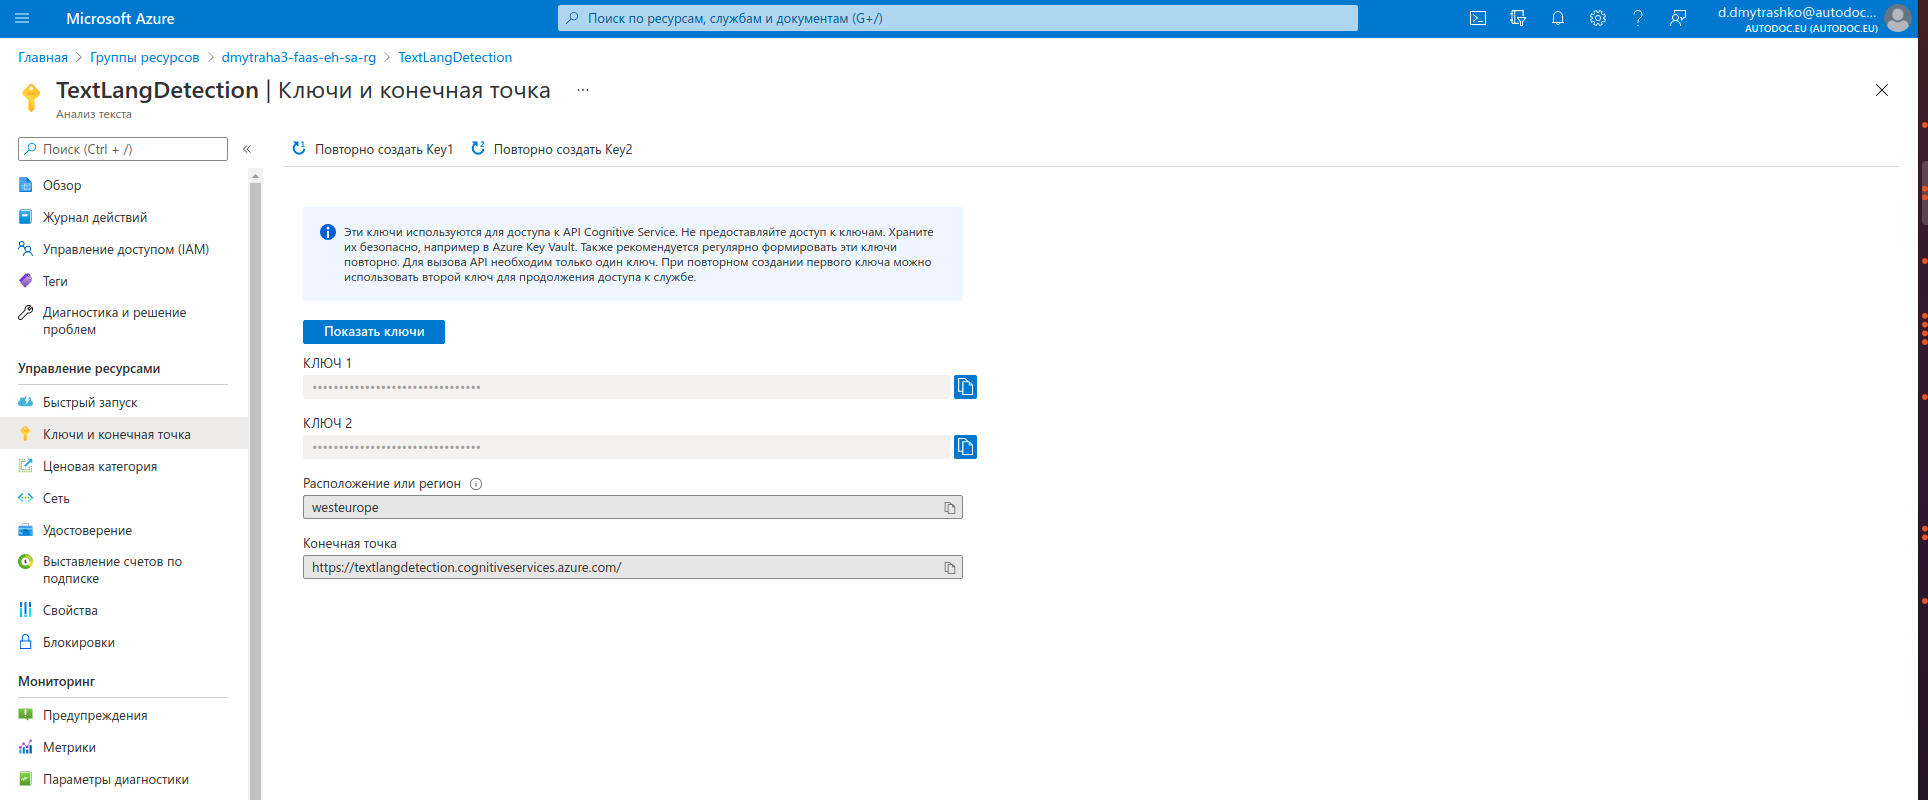 Microsoft Azure
Поиск по ресурсам, службам и документам (G+/)
d.dmytrashko@autodoc...
AUTODOC.EU (AUTODOC.EU)
Главная > Группы ресурсов > dmytraha3-faas-eh-sa-rg > TextLangDetection
TextLangDetection | Ключи и конечная точка ...
Анализ текста
Поиск (Ctrl + /)
«
Обзор
Журнал действий
Управление доступом (IAM)
Теги
Диагностика и решение
проблем
Управление ресурсами
Быстрый запуск
Ключи и конечная точка
Ценовая категория
Сеть
Удостоверение
Выставление счетов по
подписке
Свойства
Блокировки
Мониторинг
Предупреждения
Метрики
Параметры диагностики
Повторно создать Key1
Повторно создать Key2
Эти ключи используются для доступа к API Cognitive Service. Не предоставляйте доступ к ключам. Храните
их безопасно, например в Azure Key Vault. Также рекомендуется регулярно формировать эти ключи
повторно. Для вызова API необходим только один ключ. При повторном создании первого ключа можно
использовать второй ключ для продолжения доступа к службе.
Показать ключи
КЛЮЧ 1
••••••••••••••••••••••••••••••••
КЛЮЧ 2
••••••••••••••••••••••••••••••••
Расположение или регион
westeurope
Конечная точка
https://textlangdetection.cognitiveservices.azure.com/